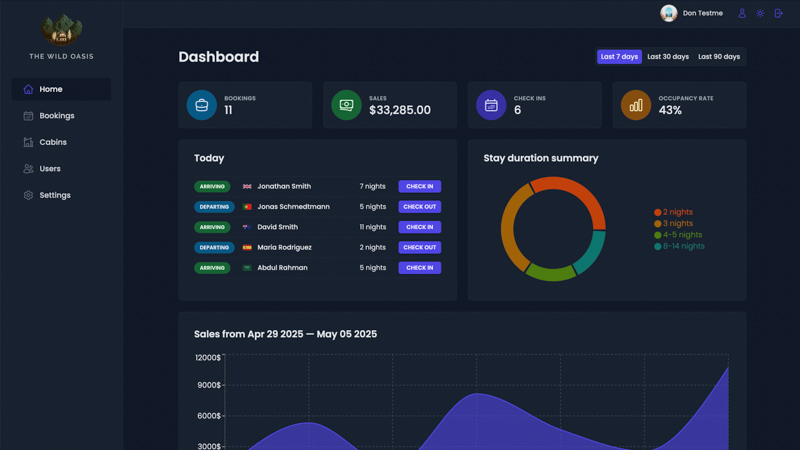 THE WILD OASIS
Don Testme
Home
Bookings
Cabins
Users
Settings
Dashboard
Last 7 days Last 30 days Last 90 days
BOOKINGS
11
SALES
$33,285.00
CHECK INS
6
OCCUPANCY RATE
43%
Today
ARRIVING Jonathan Smith 7 nights CHECK IN
DEPARTING Jonas Schmedtmann 5 nights CHECK OUT
ARRIVING David Smith 11 nights CHECK IN
DEPARTING Maria Rodriguez 2 nights CHECK OUT
ARRIVING Abdul Rahman 5 nights CHECK IN
Stay duration summary
2 nights
3 nights
4-5 nights
8-14 nights
Sales from Apr 29 2025 — May 05 2025
12000$
9000$
6000$
3000$